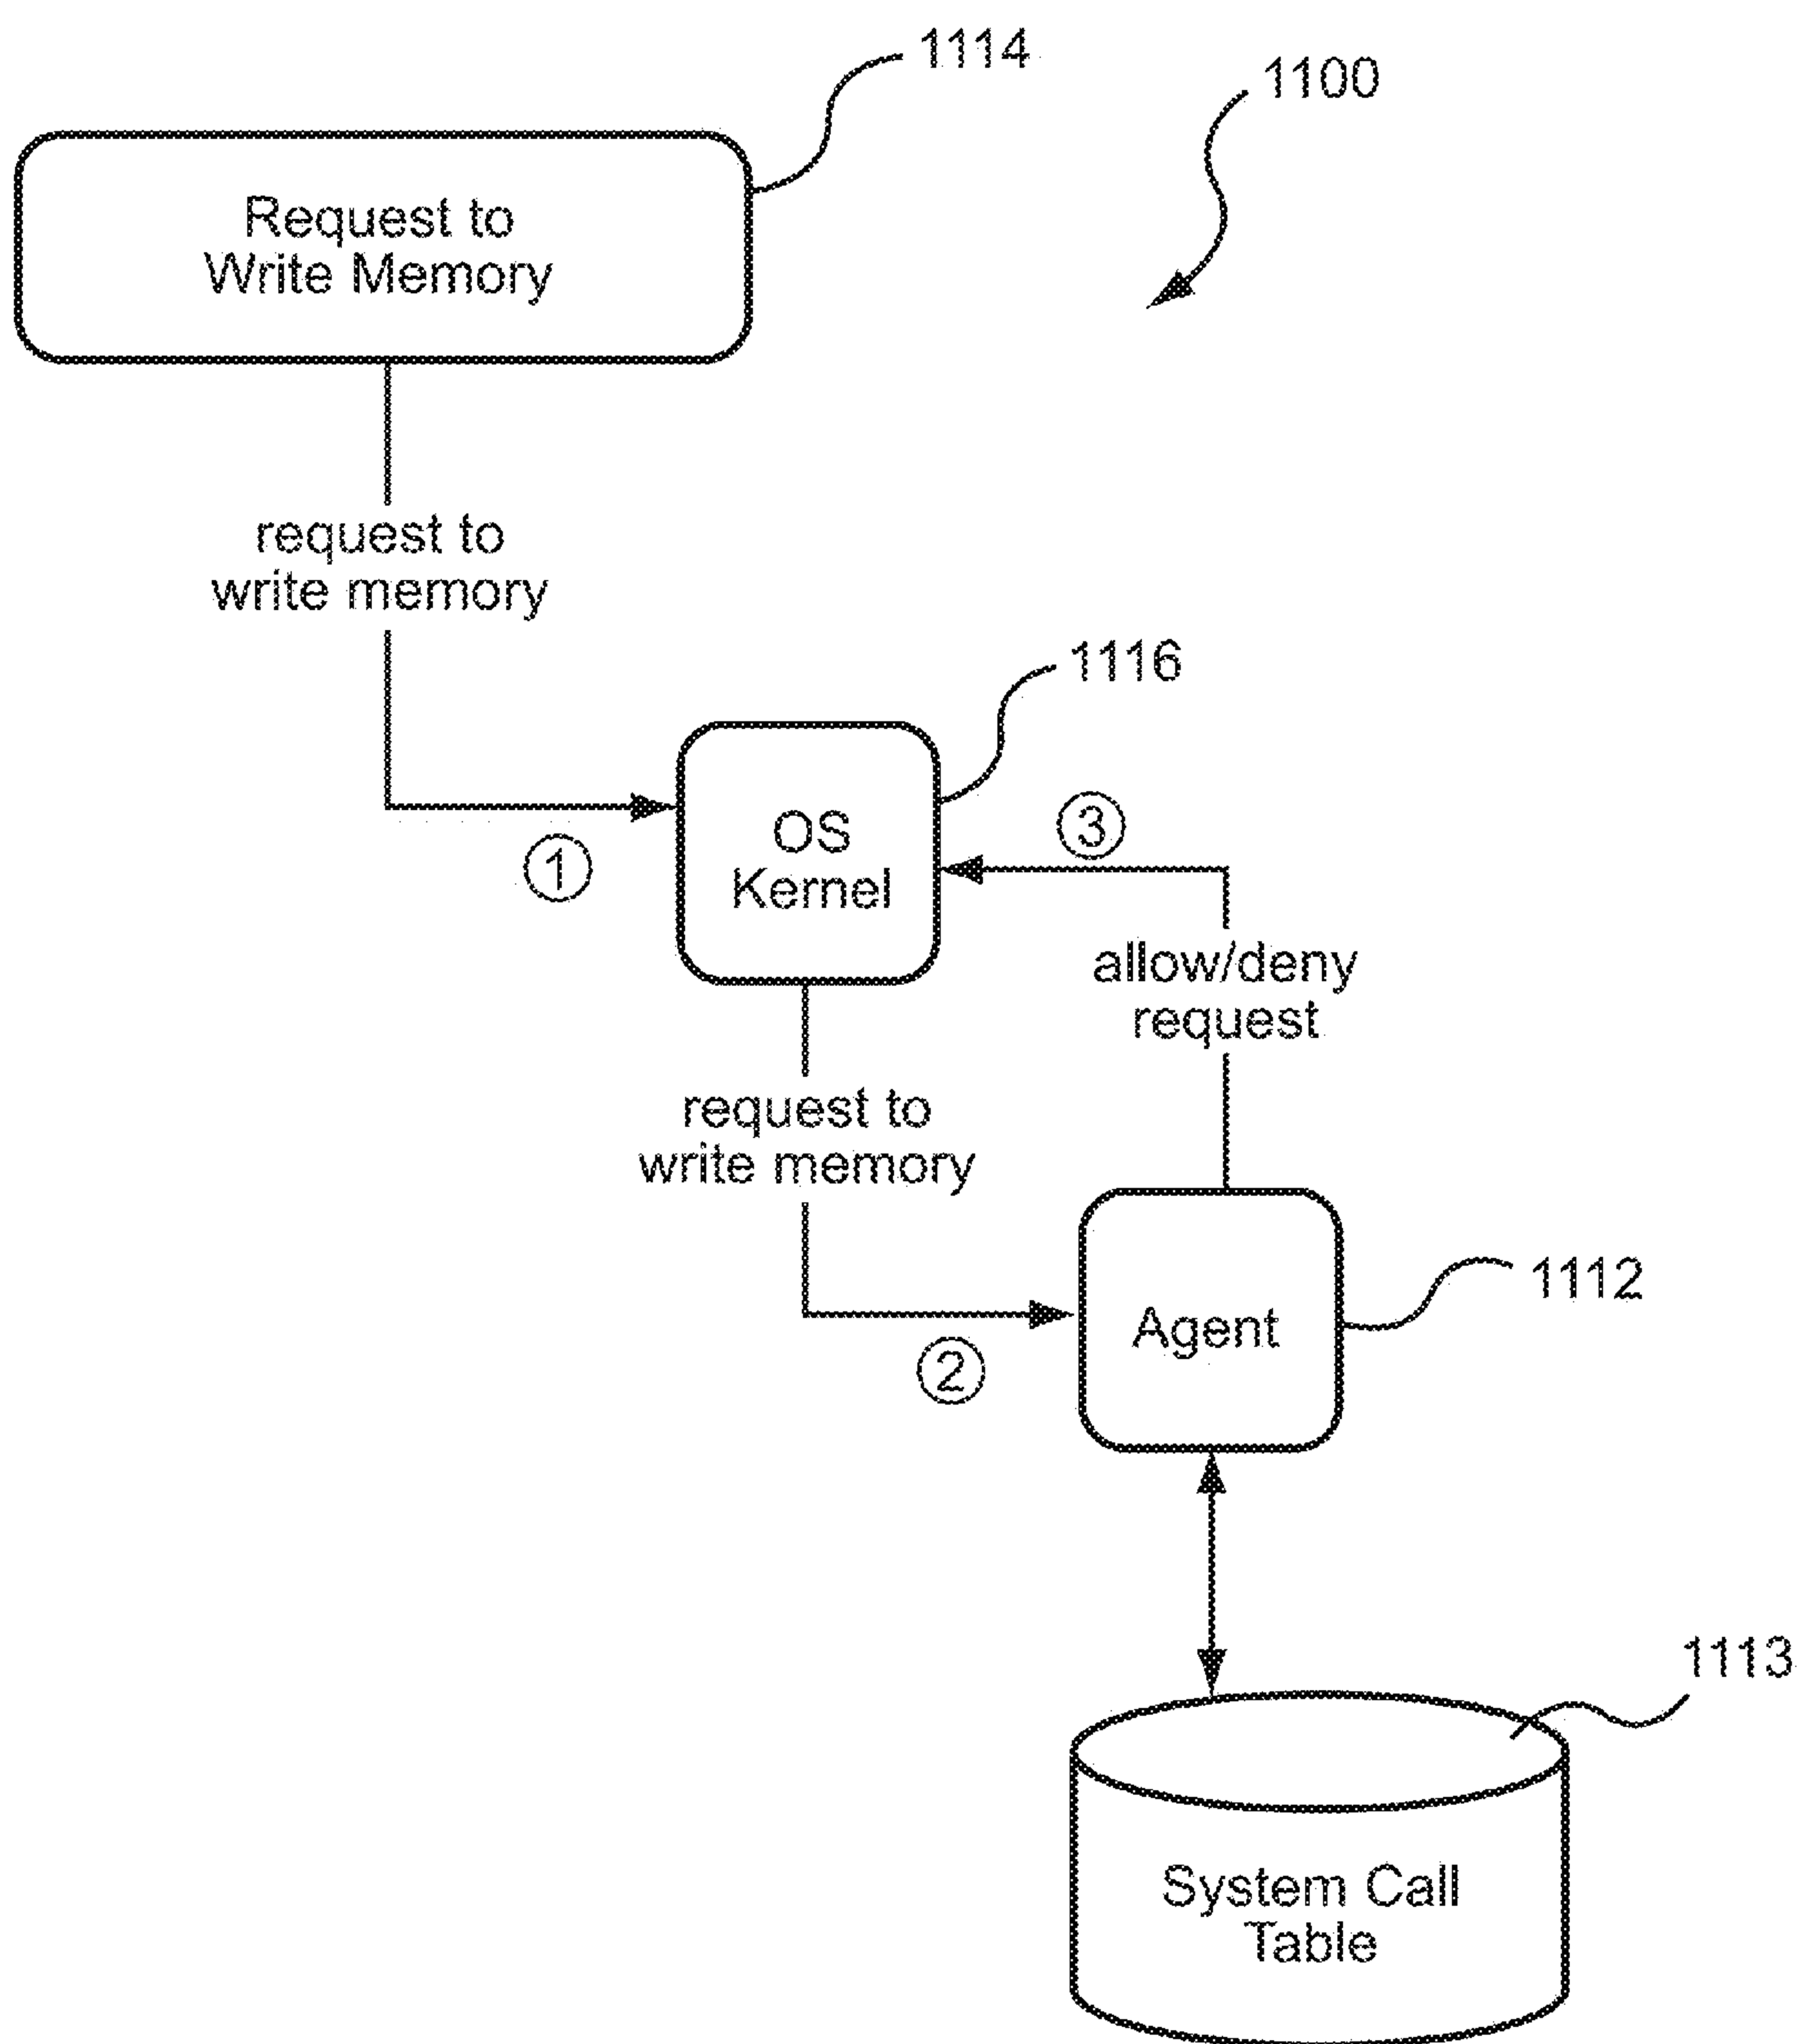 1114
1100
Request to
Write Memory
request to
write memory
1116
OS
Kernel
1
3
allow/deny
request
request to
write memory
1112
Agent
2
1113
System Call
Table